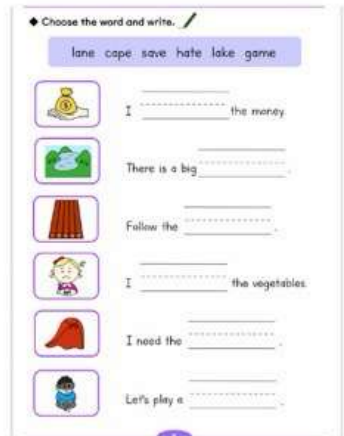 Choose the word and write.
lane cape save hate lake game
I the money.
There is a big .
Follow the .
I the vegetables.
I need the .
Let's play a .